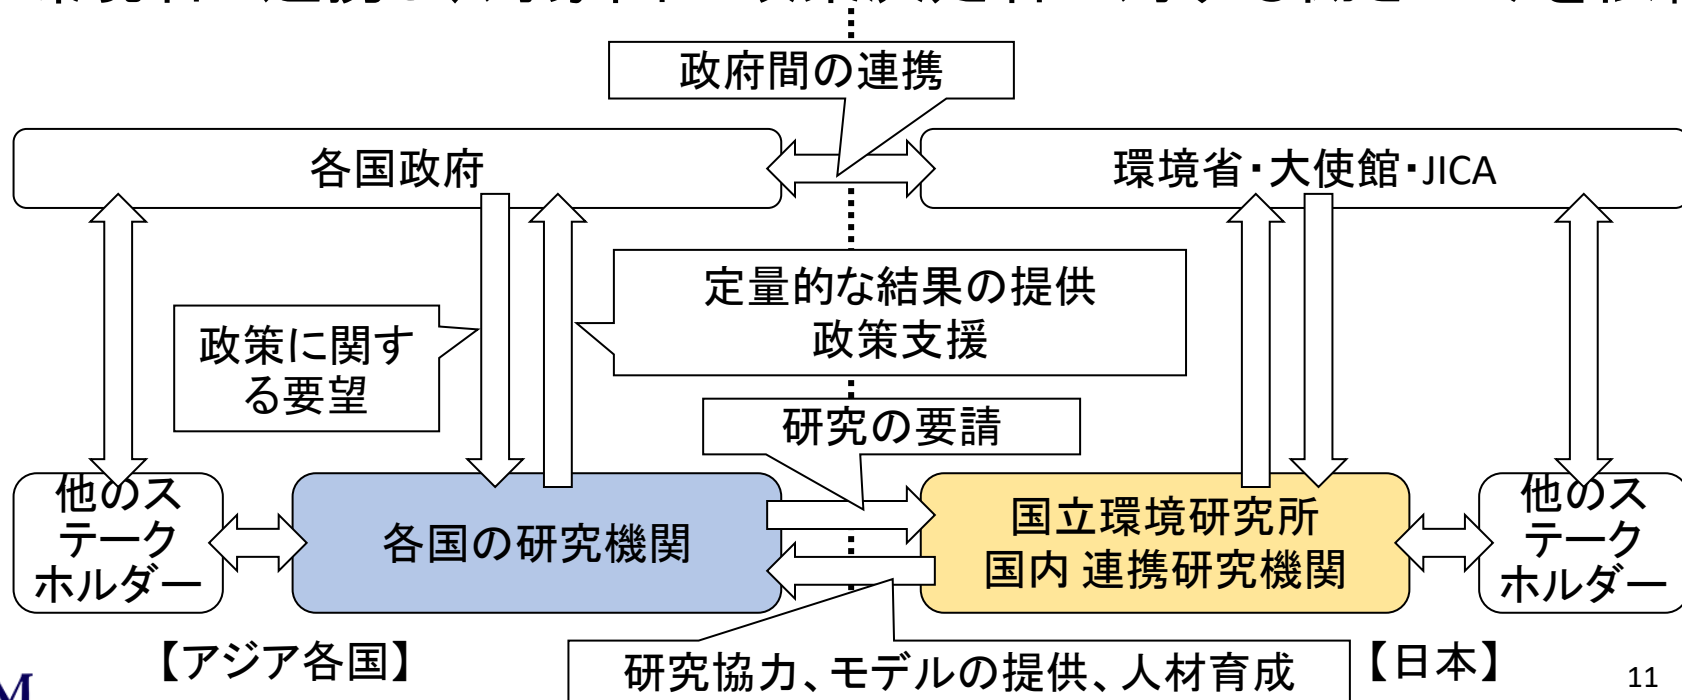 政府間の連携
各国政府
環境省・大使館・JICA
定量的な結果の提供
政策支援
政策に関す
る要望
研究の要請
他のス
テーク
ホルダー
各国の研究機関
国立環境研究所
国内 連携研究機関
他のス
テーク
ホルダー
【アジア各国】
研究協力、モデルの提供、人材育成
【日本】
11